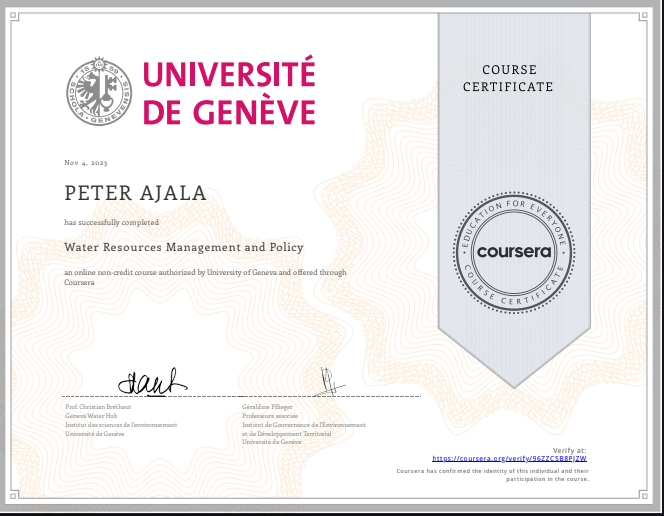 UNIVERSITÉ
DE GENÈVE
SCHOLA GENEVENSIS
1559
COURSE
CERTIFICATE
Nov 4, 2023
PETER AJALA
has successfully completed
Water Resources Management and Policy
an online non-credit course authorized by University of Geneva and offered through
Coursera
EDUCATION FOR EVERYONE
coursera
COURSE CERTIFICATE
Prof. Christian Bréthaut
Geneva Water Hub
Institut des sciences de l'environnement
Université de Genève
Géraldine Pflieger
Professeure associée
Institut de Gouvernance de l'Environnement
et de Développement Territorial
Université de Genève
Verify at:
https://coursera.org/verify/96ZZCSB8PJZW
Coursera has confirmed the identity of this individual and their
participation in the course.